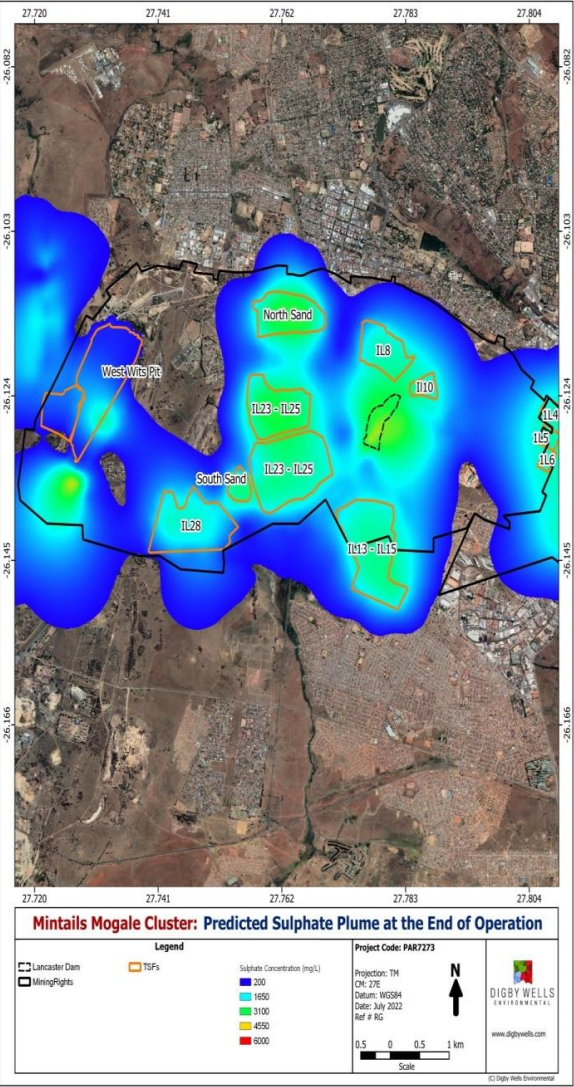 27.720 27.741 27.762 27.783 27.804
-26.082 -26.082
-26.103 -26.103
North Sand
IL8
West Wits Pit
Il10
-26.124 -26.124
IL23 - IL25
1L4
1L5
1L6
IL23 - IL25
South Sand
IL28
IL13 - IL15
-26.145 -26.145
-26.166 -26.166
27.720 27.741 27.762 27.783 27.804
Mintails Mogale Cluster: Predicted Sulphate Plume at the End of Operation
Legend
Lancaster Dam
MiningRights
TSFs
Sulphate Concentration (mg/L)
200
1650
3100
4550
6000
Project Code: PAR7273
Projection: TM
CM: 27E
Datum: WGS84
Date: July 2022
Ref # RG
N
0.5 0 0.5 1 km
Scale
DIGBY WELLS
ENVIRONMENTAL
www.digbywells.com
(C) Digby Wells Environmental